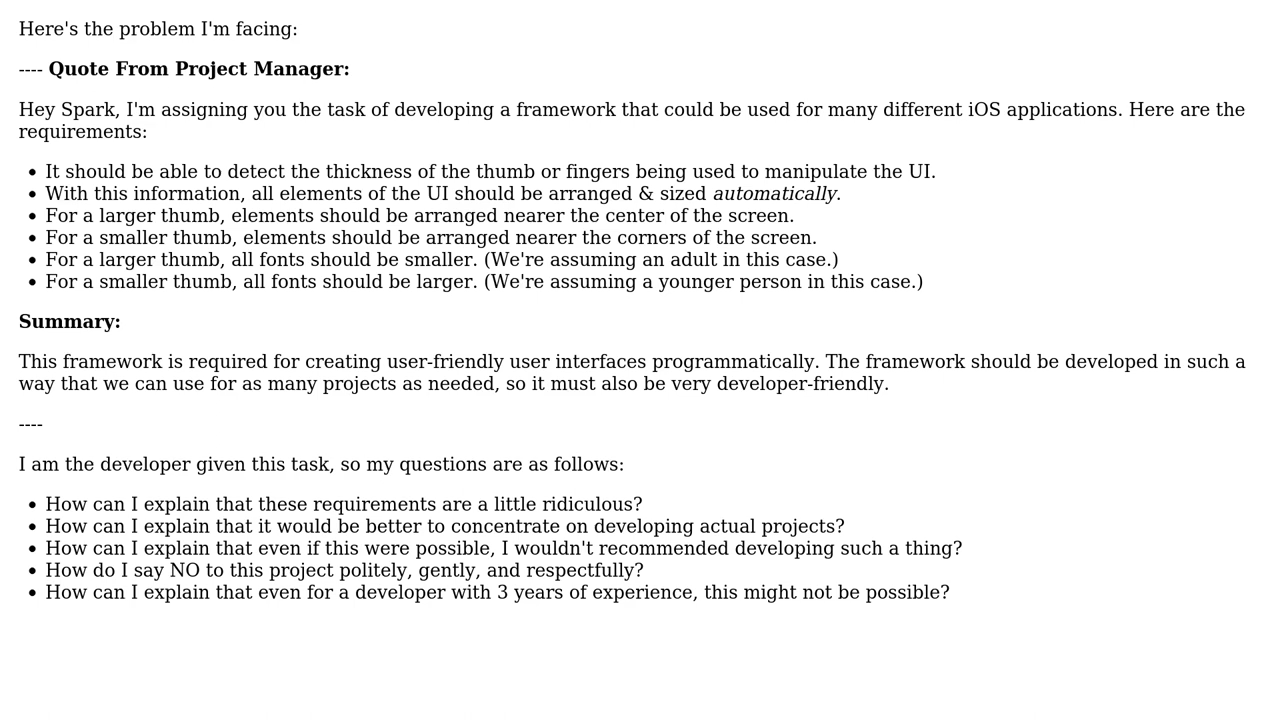 Here's the problem I'm facing:
---- Quote From Project Manager:
Hey Spark, I'm assigning you the task of developing a framework that could be used for many different iOS applications. Here are the
requirements:
• It should be able to detect the thickness of the thumb or fingers being used to manipulate the UI.
• With this information, all elements of the UI should be arranged & sized automatically.
• For a larger thumb, elements should be arranged nearer the center of the screen.
• For a smaller thumb, elements should be arranged nearer the corners of the screen.
• For a larger thumb, all fonts should be smaller. (We're assuming an adult in this case.)
• For a smaller thumb, all fonts should be larger. (We're assuming a younger person in this case.)
Summary:
This framework is required for creating user-friendly user interfaces programmatically. The framework should be developed in such a
way that we can use for as many projects as needed, so it must also be very developer-friendly.
----
I am the developer given this task, so my questions are as follows:
• How can I explain that these requirements are a little ridiculous?
• How can I explain that it would be better to concentrate on developing actual projects?
• How can I explain that even if this were possible, I wouldn't recommended developing such a thing?
• How do I say NO to this project politely, gently, and respectfully?
• How can I explain that even for a developer with 3 years of experience, this might not be possible?